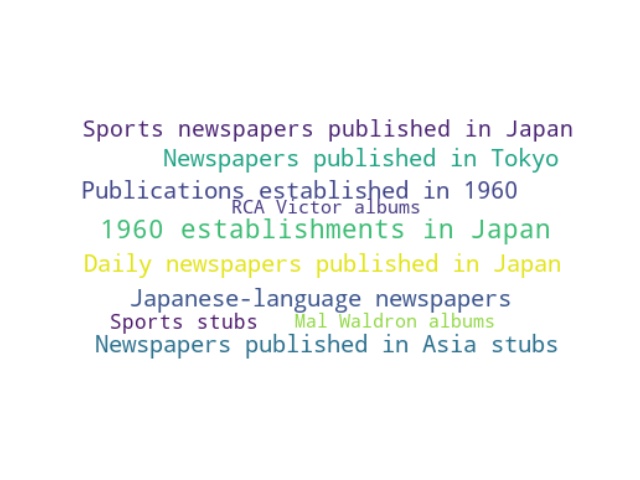 Sports newspapers published in Japan
Newspapers published in Tokyo
Publications established in 1960
RCA Victor albums
1960 establishments in Japan
Daily newspapers published in Japan
Japanese-language newspapers
Sports stubs Mal Waldron albums
Newspapers published in Asia stubs